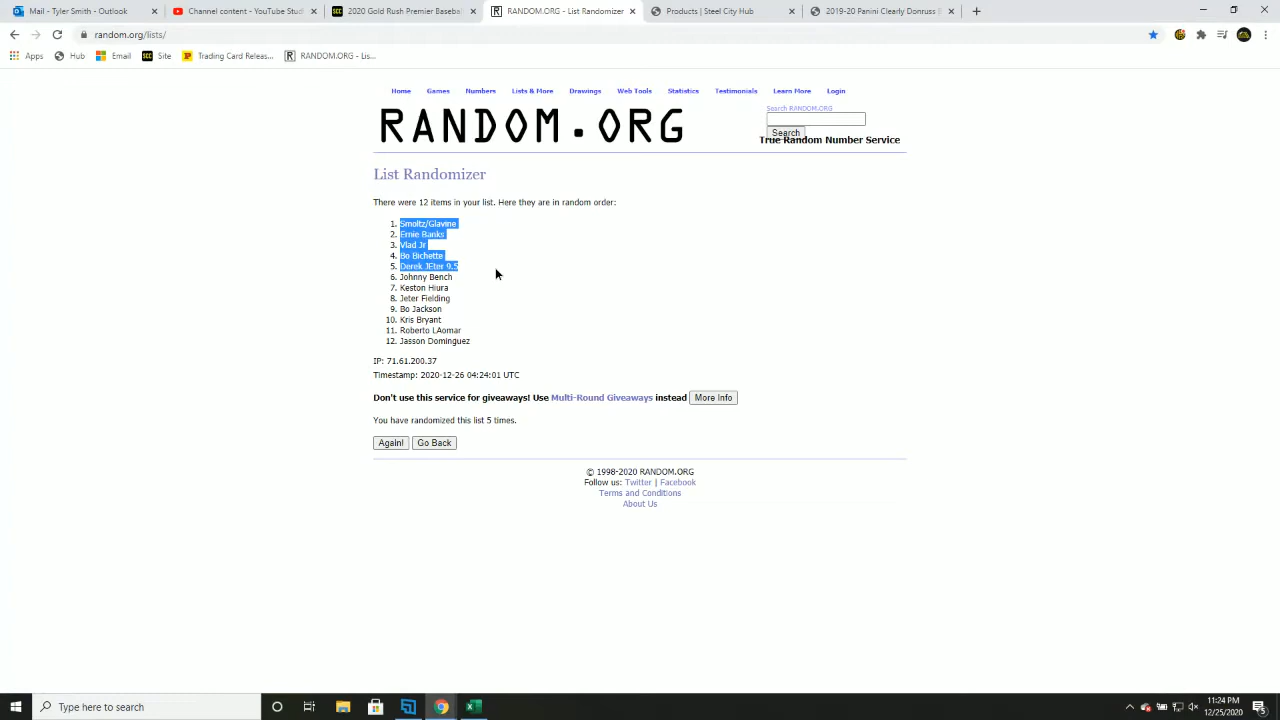 Mail - Tyler Smith - Outlook
Channel content - YouTube Stud
2020 Gold Rush Premier Baseba
RANDOM.ORG - List Randomizer
Products | Steel City Hub
2019-20 Panini Clearly Donruss B
random.org/lists/
Apps
Hub
Email
Site
Trading Card Releas...
RANDOM.ORG - Lis...
Home Games Numbers Lists & More Drawings Web Tools Statistics Testimonials Learn More Login
RANDOM.ORG
Search RANDOM.ORG
Search
True Random Number Service
List Randomizer
There were 12 items in your list. Here they are in random order:
1. Smoltz/Glavine
2. Ernie Banks
3. Vlad Jr
4. Bo Bichette
5. Derek JEter 9.5
6. Johnny Bench
7. Keston Hiura
8. Jeter Fielding
9. Bo Jackson
10. Kris Bryant
11. Roberto LAomar
12. Jasson Dominguez
IP: 71.61.200.37
Timestamp: 2020-12-26 04:24:01 UTC
Don't use this service for giveaways! Use Multi-Round Giveaways instead More Info
You have randomized this list 5 times.
Again! Go Back
© 1998-2020 RANDOM.ORG
Follow us: Twitter | Facebook
Terms and Conditions
About Us
Type here to search
11:24 PM
12/25/2020